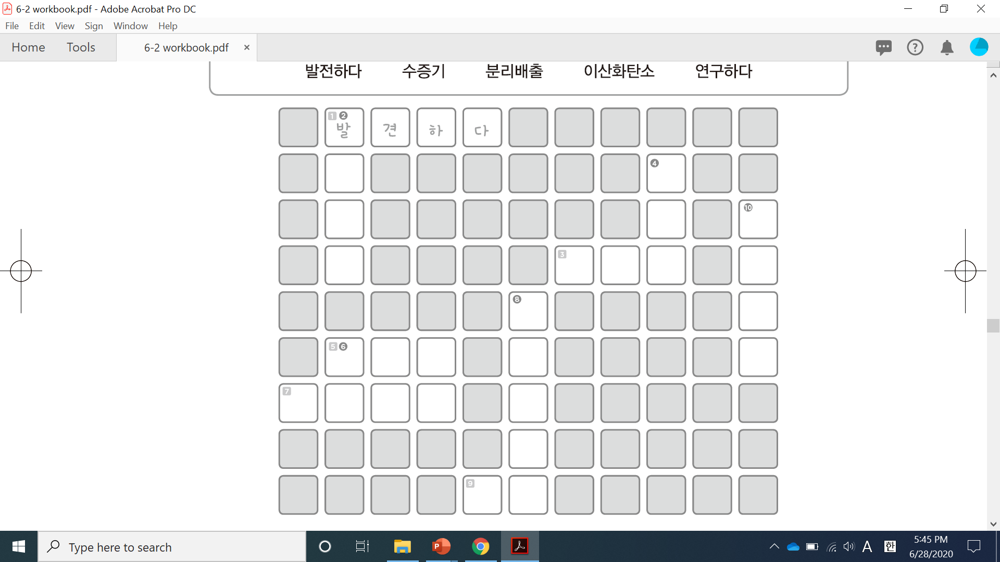 6-2 workbook.pdf - Adobe Acrobat Pro DC
File Edit View Sign Window Help
Home Tools 6-2 workbook.pdf ×
발전하다 수증기 분리배출 이산화탄소 연구하다
1 2 발 견 하 다
4
10
3
8
5 6
7
9
Type here to search
A 한 5:45 PM
6/28/2020